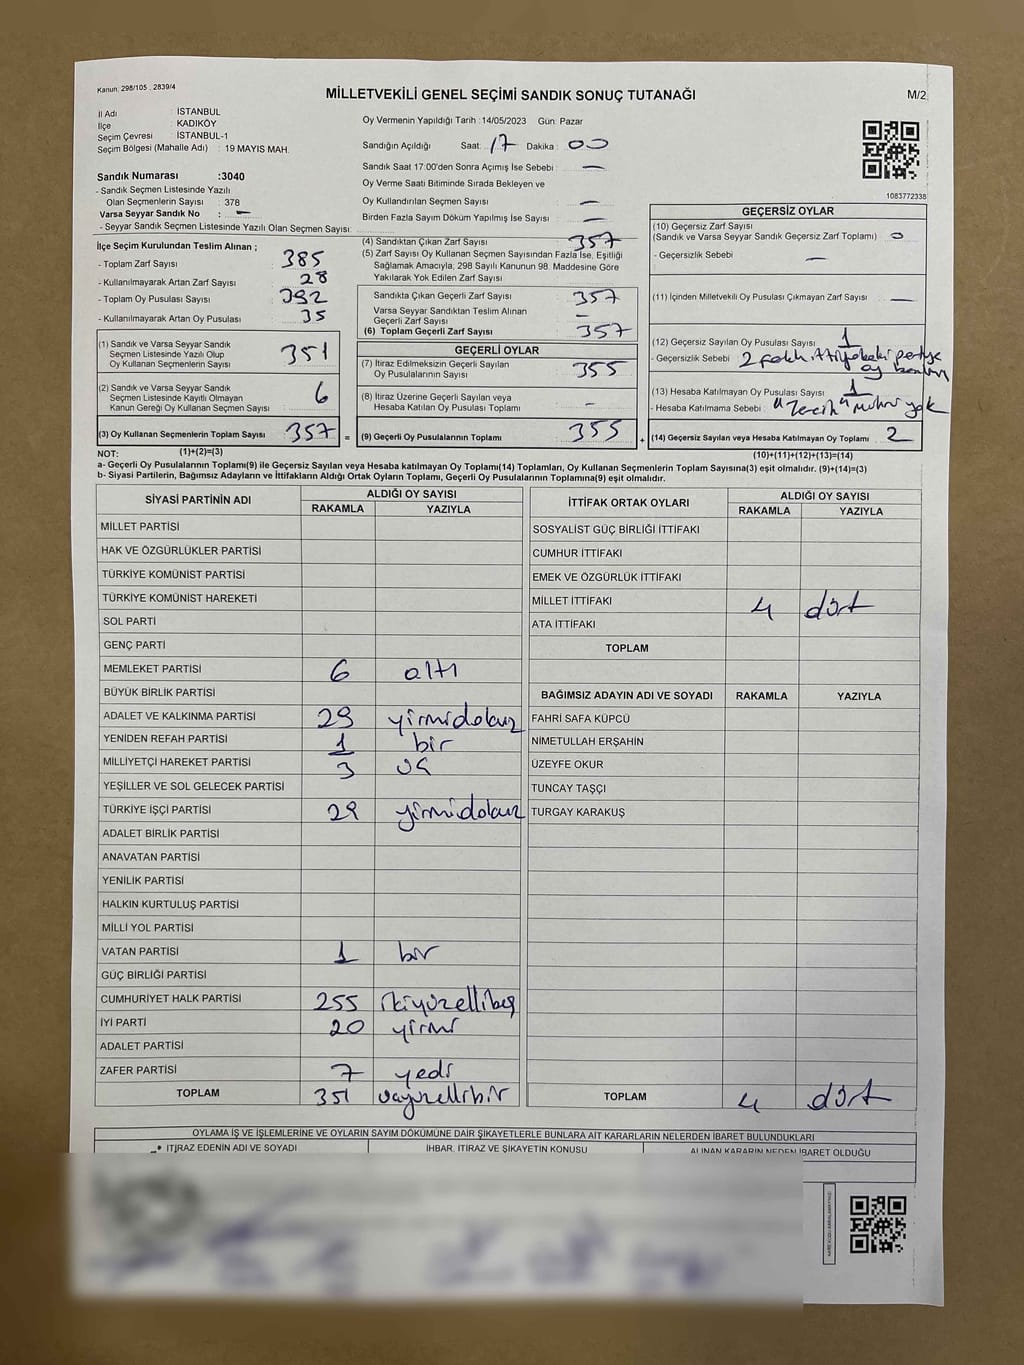 Kanun, 298/105 , 2839/4
MİLLETVEKİLİ GENEL SEÇİMİ SANDIK SONUÇ TUTANAĞI
M/2
İl Adı : İSTANBUL
İlçe : KADIKÖY
Seçim Çevresi : İSTANBUL-1
Seçim Bölgesi (Mahalle Adı) : 19 MAYIS MAH.
Sandık Numarası :3040
- Sandık Seçmen Listesinde Yazılı
Olan Seçmenlerin Sayısı 378
Varsa Seyyar Sandık No : —
- Seyyar Sandık Seçmen Listesinde Yazılı Olan Seçmen Sayısı:
Oy Vermenin Yapıldığı Tarih :14/05/2023 Gün: Pazar
Sandığın Açıldığı Saat: 17 Dakika : 00
Sandık Saat 17:00'den Sonra Açımış İse Sebebi : —
Oy Verme Saati Bitiminde Sırada Bekleyen ve
Oy Kullandırılan Seçmen Sayısı —
Birden Fazla Sayım Döküm Yapılmış İse Sayısı —
1083772338
İlçe Seçim Kurulundan Teslim Alınan ;
- Toplam Zarf Sayısı 385
- Kullanılmayarak Artan Zarf Sayısı 28
- Toplam Oy Pusulası Sayısı 392
- Kullanılmayarak Artan Oy Pusulası 35
(1) Sandık ve Varsa Seyyar Sandık
Seçmen Listesinde Yazılı Olup
Oy Kullanan Seçmenlerin Sayısı 351
(2) Sandık ve Varsa Seyyar Sandık
Seçmen Listesinde Kayıtlı Olmayan
Kanun Gereği Oy Kullanan Seçmen Sayısı 6
(3) Oy Kullanan Seçmenlerin Toplam Sayısı 357 =
(4) Sandıktan Çıkan Zarf Sayısı 357
(5) Zarf Sayısı Oy Kullanan Seçmen Sayısından Fazla İse, Eşitliği
Sağlamak Amacıyla, 298 Sayılı Kanunun 98. Maddesine Göre
Yakılarak Yok Edilen Zarf Sayısı
Sandıkta Çıkan Geçerli Zarf Sayısı 357
Varsa Seyyar Sandıktan Teslim Alınan
Geçerli Zarf Sayısı —
(6) Toplam Geçerli Zarf Sayısı 357
GEÇERLİ OYLAR
(7) İtiraz Edilmeksizin Geçerli Sayılan
Oy Pusulalarının Sayısı 355
(8) İtiraz Üzerine Geçerli Sayılan veya
Hesaba Katılan Oy Pusulası Toplamı -
(9) Geçerli Oy Pusulalarının Toplamı 355 +
GEÇERSİZ OYLAR
(10) Geçersiz Zarf Sayısı
(Sandık ve Varsa Seyyar Sandık Geçersiz Zarf Toplamı) 0
- Geçersizlik Sebebi —
(11) İçinden Milletvekili Oy Pusulası Çıkmayan Zarf Sayısı —
(12) Geçersiz Sayılan Oy Pusulası Sayısı 1
- Geçersizlik Sebebi : 2 farklı ittifaktaki partiye
oy
(13) Hesaba Katılmayan Oy Pusulası Sayısı 1
- Hesaba Katılmama Sebebi : "Tercih" mührü yok
(14) Geçersiz Sayılan veya Hesaba Katılmayan Oy Toplamı 2
NOT: (1)+(2)=(3)
(10)+(11)+(12)+(13)=(14)
a- Geçerli Oy Pusulalarının Toplamı(9) ile Geçersiz Sayılan veya Hesaba katılmayan Oy Toplamı(14) Toplamları, Oy Kullanan Seçmenlerin Toplam Sayısına(3) eşit olmalıdır. (9)+(14)=(3)
b- Siyasi Partilerin, Bağımsız Adayların ve İttifakların Aldığı Ortak Oyların Toplamı, Geçerli Oy Pusulalarının Toplamına(9) eşit olmalıdır.
SİYASİ PARTİNİN ADI
ALDIĞI OY SAYISI
RAKAMLA YAZIYLA
MİLLET PARTİSİ
HAK VE ÖZGÜRLÜKLER PARTİSİ
TÜRKİYE KOMÜNİST PARTİSİ
TÜRKİYE KOMÜNİST HAREKETİ
SOL PARTİ
GENÇ PARTİ
MEMLEKET PARTİSİ 6 altı
BÜYÜK BİRLİK PARTİSİ
ADALET VE KALKINMA PARTİSİ 29 yirmidokuz
YENİDEN REFAH PARTİSİ 1 bir
MİLLİYETÇİ HAREKET PARTİSİ 3 üç
YEŞİLLER VE SOL GELECEK PARTİSİ
TÜRKİYE İŞÇİ PARTİSİ 29 yirmidokuz
ADALET BİRLİK PARTİSİ
ANAVATAN PARTİSİ
YENİLİK PARTİSİ
HALKIN KURTULUŞ PARTİSİ
MİLLİ YOL PARTİSİ
VATAN PARTİSİ 1 bir
GÜÇ BİRLİĞİ PARTİSİ
CUMHURİYET HALK PARTİSİ 255 ikiyüzellibeş
İYİ PARTİ 20 yirmi
ADALET PARTİSİ
ZAFER PARTİSİ 7 yedi
TOPLAM 351 üçyüzellibir
İTTİFAK ORTAK OYLARI
ALDIĞI OY SAYISI
RAKAMLA YAZIYLA
SOSYALİST GÜÇ BİRLİĞİ İTTİFAKI
CUMHUR İTTİFAKI
EMEK VE ÖZGÜRLÜK İTTİFAKI
MİLLET İTTİFAKI 4 dört
ATA İTTİFAKI
TOPLAM
BAĞIMSIZ ADAYIN ADI VE SOYADI RAKAMLA YAZIYLA
FAHRİ SAFA KÜPCÜ
NİMETULLAH ERŞAHİN
ÜZEYFE OKUR
TUNCAY TAŞÇI
TURGAY KARAKUŞ
TOPLAM 4 dört
OYLAMA İŞ VE İŞLEMLERİNE VE OYLARIN SAYIM DÖKÜMÜNE DAİR ŞİKAYETLERLE BUNLARA AİT KARARLARIN NELERDEN İBARET BULUNDUKLARI
İTİRAZ EDENİN ADI VE SOYADI
İHBAR, İTİRAZ VE ŞİKAYETİN KONUSU
ALINAN KARARIN NEDEN İBARET OLDUĞU